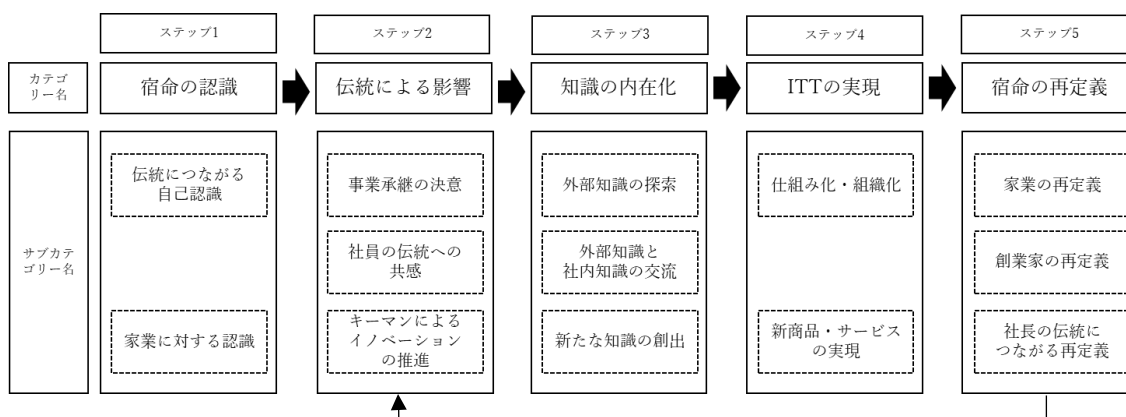 ステップ1
ステップ2
ステップ3
ステップ4
ステップ5
カテゴ
リー名
宿命の認識
伝統による影響
知識の内在化
ITTの実現
宿命の再定義
サブカテ
ゴリー名
伝統につながる
自己認識
家業に対する認識
事業承継の決意
社員の伝統への
共感
キーマンによる
イノベーション
の推進
外部知識の探索
外部知識と
社内知識の交流
新たな知識の創出
仕組み化・組織化
新商品・サービス
の実現
家業の再定義
創業家の再定義
社長の伝統に
つながる再定義